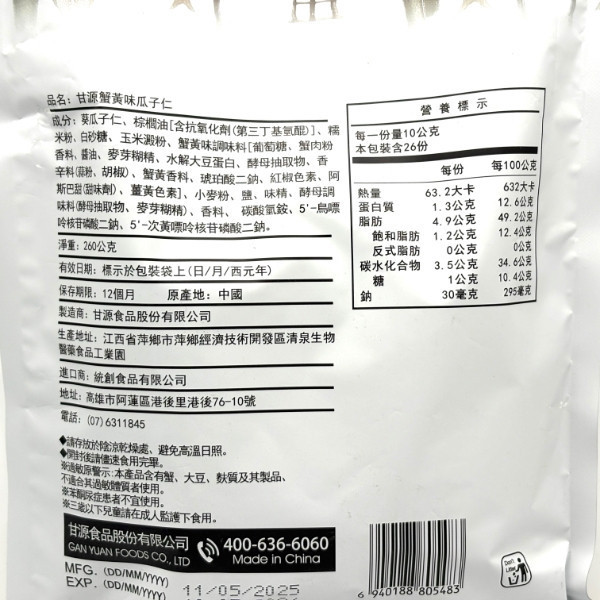 品名: 甘源蟹黃味瓜子仁
成分: 葵瓜子仁、棕櫚油[含抗氧化劑(第三丁基氫醌)]、糯
米粉、白砂糖、玉米澱粉、蟹黃味調味料[葡萄糖、蟹肉粉
香料、醬油、麥芽糊精、水解大豆蛋白、酵母抽取物、香
辛料(蒜粉、胡椒)、蟹黃香料、琥珀酸二鈉、紅椒色素、阿
斯巴甜(甜味劑)、薑黃色素]、小麥粉、鹽、味精、酵母調
味料(酵母抽取物、麥芽糊精)、香料、碳酸氫銨、5'-鳥嘌
呤核苷磷酸二鈉、5'-次黃嘌呤核苷磷酸二鈉。
淨重: 260公克
有效日期: 標示於包裝袋上(日/月/西元年)
保存期限: 12個月 原產地: 中國
製造商: 甘源食品股份有限公司
生產地址: 江西省萍鄉市萍鄉經濟技術開發區清泉生物
醫藥食品工業園
進口商: 統創食品有限公司
地址: 高雄市阿蓮區港後里港後76-10號
電話: (07)6311845
◆請存放於陰涼乾燥處、避免高溫日照。
◆開封後請儘速食用完畢。
※過敏原警示:本產品含有蟹、大豆、麩質及其製品、
不適合其過敏體質者使用。
※苯酮尿症患者不宜使用。
※三歲以下兒童請在成人監護下食用。
甘源食品股份有限公司
GAN YUAN FOODS CO., LTD
400-636-6060
Made in China
MFG. (DD/MM/YYYY)
EXP. (DD/MM/YYYY)
11/05/2025
營養標示
每一份量10公克
本包裝含26份
每份 每100公克
熱量 63.2大卡 632大卡
蛋白質 1.3公克 12.6公克
脂肪 4.9公克 49.2公克
飽和脂肪 1.2公克 12.4公克
反式脂肪 0公克 0公克
碳水化合物 3.5公克 34.6公克
糖 1公克 10.4公克
鈉 30毫克 295毫克
6 940188 805483
Don't Litter